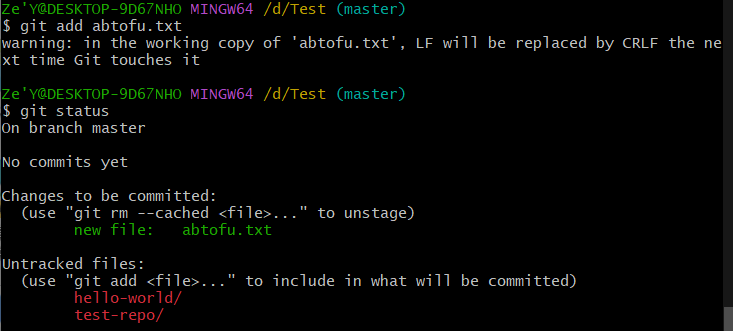 Ze'Y@DESKTOP-9D67NHO MINGW64 /d/Test (master)
$ git add abtofu.txt
warning: in the working copy of 'abtofu.txt', LF will be replaced by CRLF the ne
xt time Git touches it
Ze'Y@DESKTOP-9D67NHO MINGW64 /d/Test (master)
$ git status
On branch master
No commits yet
Changes to be committed:
  (use "git rm --cached <file>..." to unstage)
        new file:   abtofu.txt
Untracked files:
  (use "git add <file>..." to include in what will be committed)
        hello-world/
        test-repo/